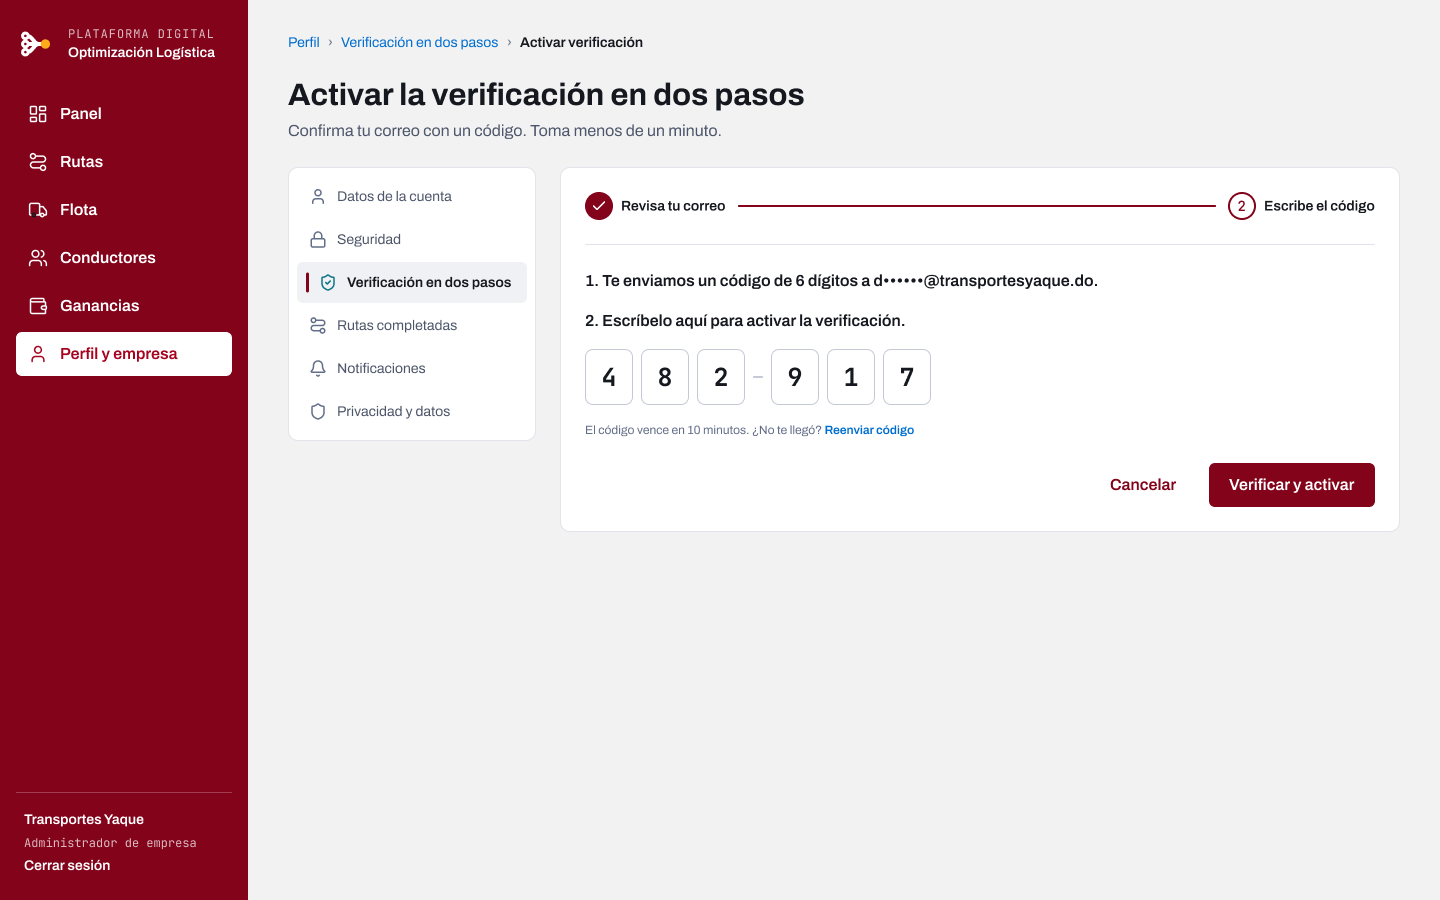 PLATAFORMA DIGITAL
Optimización Logística
Panel
Rutas
Flota
Conductores
Ganancias
Perfil y empresa
Transportes Yaque
Administrador de empresa
Cerrar sesión
Perfil › Verificación en dos pasos › Activar verificación
Activar la verificación en dos pasos
Confirma tu correo con un código. Toma menos de un minuto.
Datos de la cuenta
Seguridad
Verificación en dos pasos
Rutas completadas
Notificaciones
Privacidad y datos
Revisa tu correo
2 Escribe el código
1. Te enviamos un código de 6 dígitos a d••••••@transportesyaque.do.
2. Escríbelo aquí para activar la verificación.
4 8 2 – 9 1 7
El código vence en 10 minutos. ¿No te llegó? Reenviar código
Cancelar
Verificar y activar